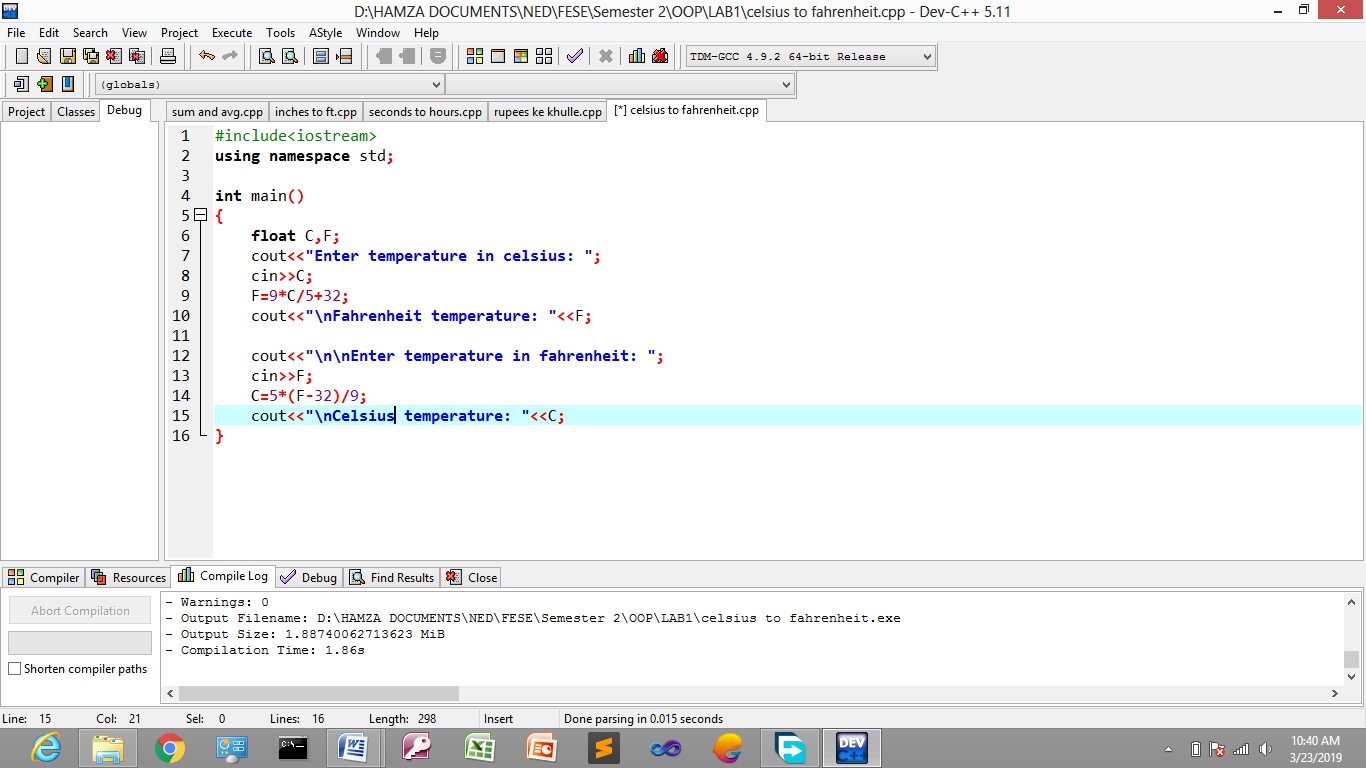 D:\HAMZA DOCUMENTS\NED\FESE\Semester 2\OOP\LAB1\celsius to fahrenheit.cpp - Dev-C++ 5.11
File Edit Search View Project Execute Tools AStyle Window Help
TDM-GCC 4.9.2 64-bit Release
(globals)
Project Classes Debug
sum and avg.cpp inches to ft.cpp seconds to hours.cpp rupees ke khulle.cpp [*] celsius to fahrenheit.cpp
1 #include<iostream>
2 using namespace std;
3
4 int main()
5 {
6 float C,F;
7 cout<<"Enter temperature in celsius: ";
8 cin>>C;
9 F=9*C/5+32;
10 cout<<"\nFahrenheit temperature: "<<F;
11
12 cout<<"\n\nEnter temperature in fahrenheit: ";
13 cin>>F;
14 C=5*(F-32)/9;
15 cout<<"\nCelsius temperature: "<<C;
16 }
Compiler Resources Compile Log Debug Find Results Close
Abort Compilation
Shorten compiler paths
- Warnings: 0
- Output Filename: D:\HAMZA DOCUMENTS\NED\FESE\Semester 2\OOP\LAB1\celsius to fahrenheit.exe
- Output Size: 1.88740062713623 MiB
- Compilation Time: 1.86s
Line: 15 Col: 21 Sel: 0 Lines: 16 Length: 298 Insert Done parsing in 0.015 seconds
DEV C++
10:40 AM
3/23/2019